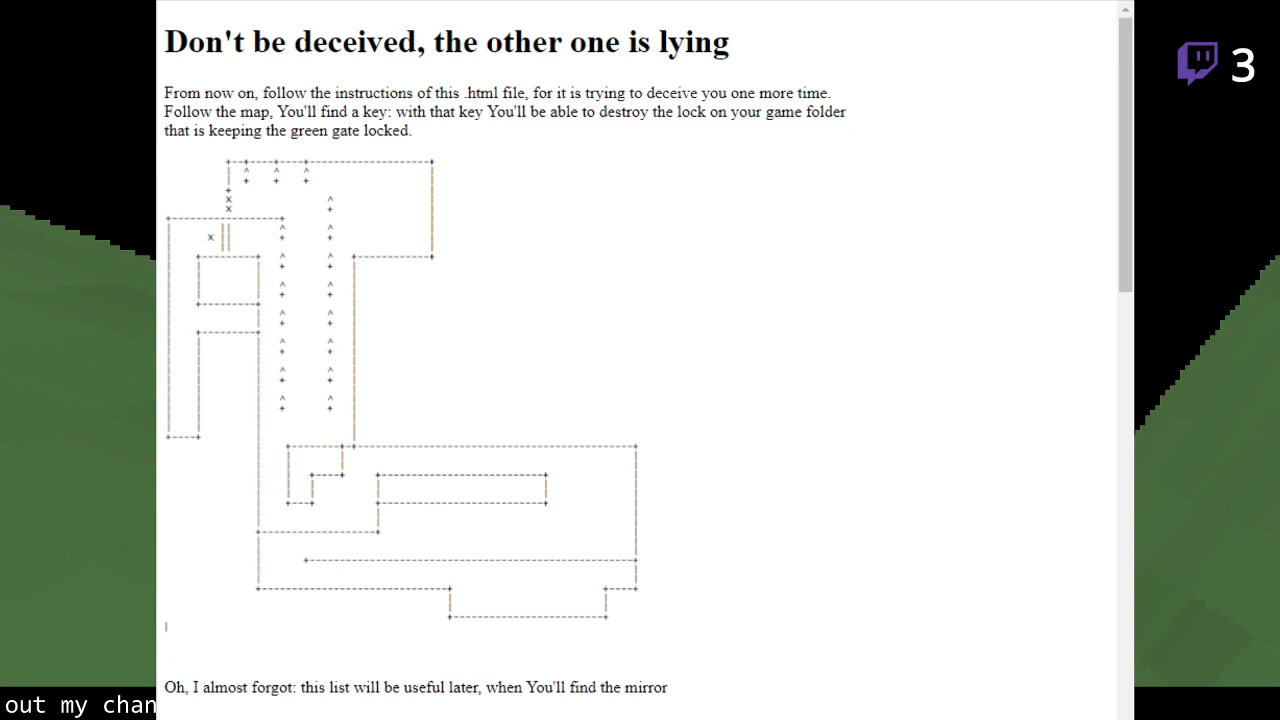 Don't be deceived, the other one is lying
3
From now on, follow the instructions of this .html file, for it is trying to deceive you one more time.
Follow the map, You'll find a key: with that key You'll be able to destroy the lock on your game folder
that is keeping the green gate locked.
x
x
x
Oh, I almost forgot: this list will be useful later, when You'll find the mirror
out my chan